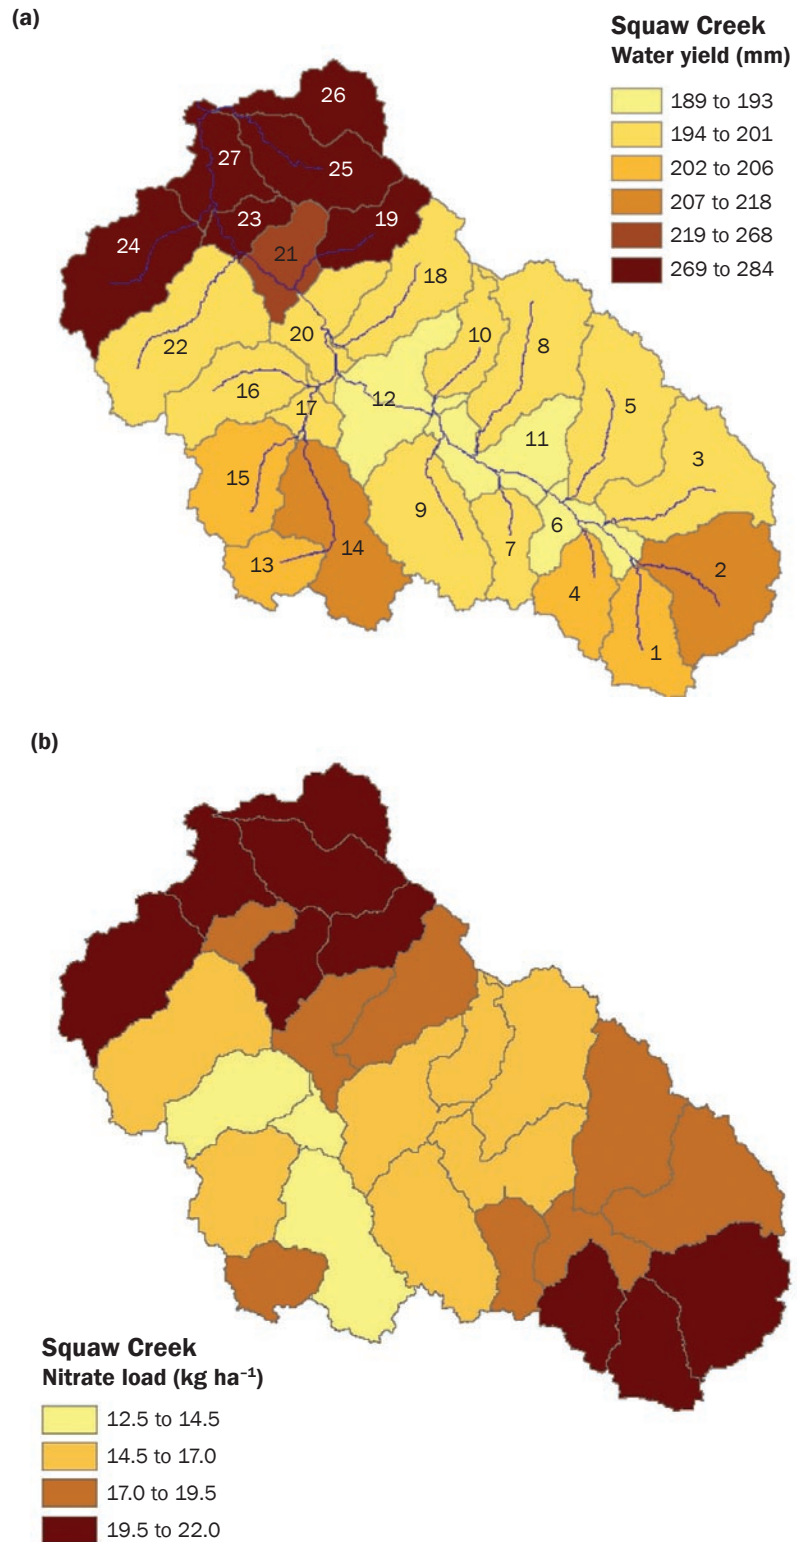 (a)
Squaw Creek
Water yield (mm)
189 to 193
194 to 201
202 to 206
207 to 218
219 to 268
269 to 284
26
27
25
23
19
24
21
18
20
10
8
22
16
12
5
17
11
3
15
9
6
7
14
2
13
4
1
(b)
Squaw Creek
Nitrate load (kg ha⁻¹)
12.5 to 14.5
14.5 to 17.0
17.0 to 19.5
19.5 to 22.0